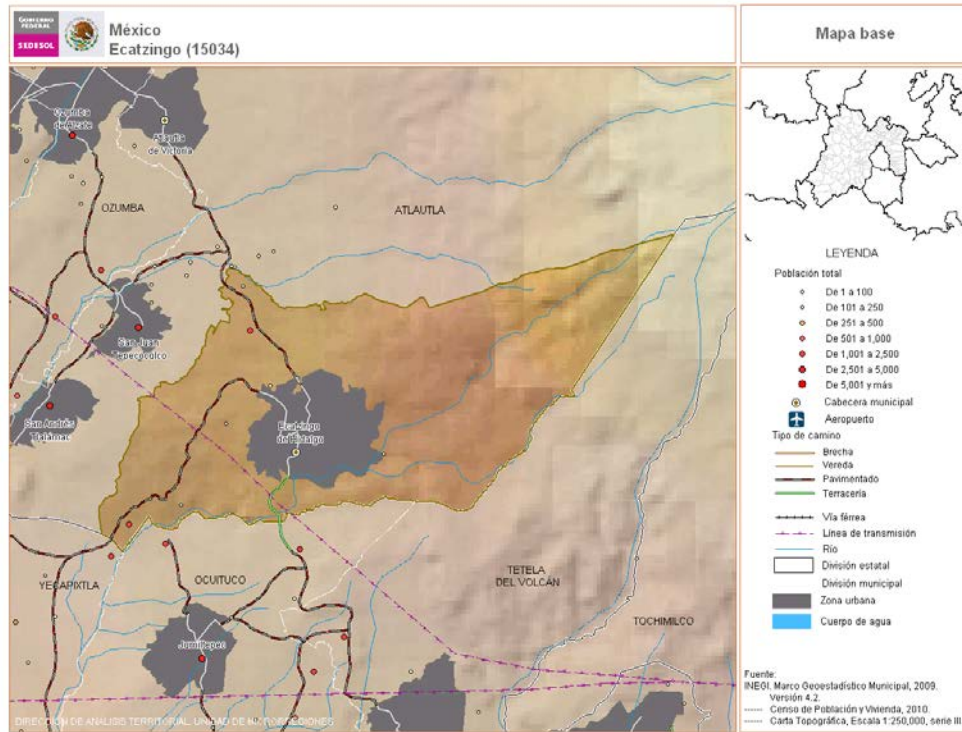 GOBIERNO
FEDERAL
SEDESOL
México
Ecatzingo (15034)
Mapa base
Ozumba
de Alzate
Atlautla
de Victoria
OZUMBA
ATLAUTLA
San Juan
Tepecoculco
San Andrés
Tlalámac
Ecatzingo
de Hidalgo
YECAPIXTLA
OCUITUCO
TETELA
DEL VOLCÁN
TOCHIMILCO
Jumiltepec
DIRECCIÓN DE ANÁLISIS TERRITORIAL, UNIDAD DE MICRORREGIONES
LEYENDA
Población total
De 1 a 100
De 101 a 250
De 251 a 500
De 501 a 1,000
De 1,001 a 2,500
De 2,501 a 5,000
De 5,001 y más
Cabecera municipal
Aeropuerto
Tipo de camino
Brecha
Vereda
Pavimentado
Terracería
Vía férrea
Línea de transmisión
Río
División estatal
División municipal
Zona urbana
Cuerpo de agua
Fuente:
INEGI. Marco Geoestadístico Municipal, 2009.
Versión 4.2.
Censo de Población y Vivienda, 2010.
Carta Topográfica, Escala 1:250,000, serie III